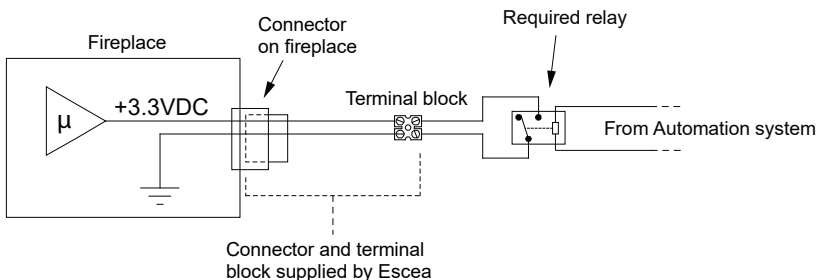 Required relay
Connector
on fireplace
Fireplace
+3.3VDC
Terminal block
µ
From Automation system
Connector and terminal
block supplied by Escea